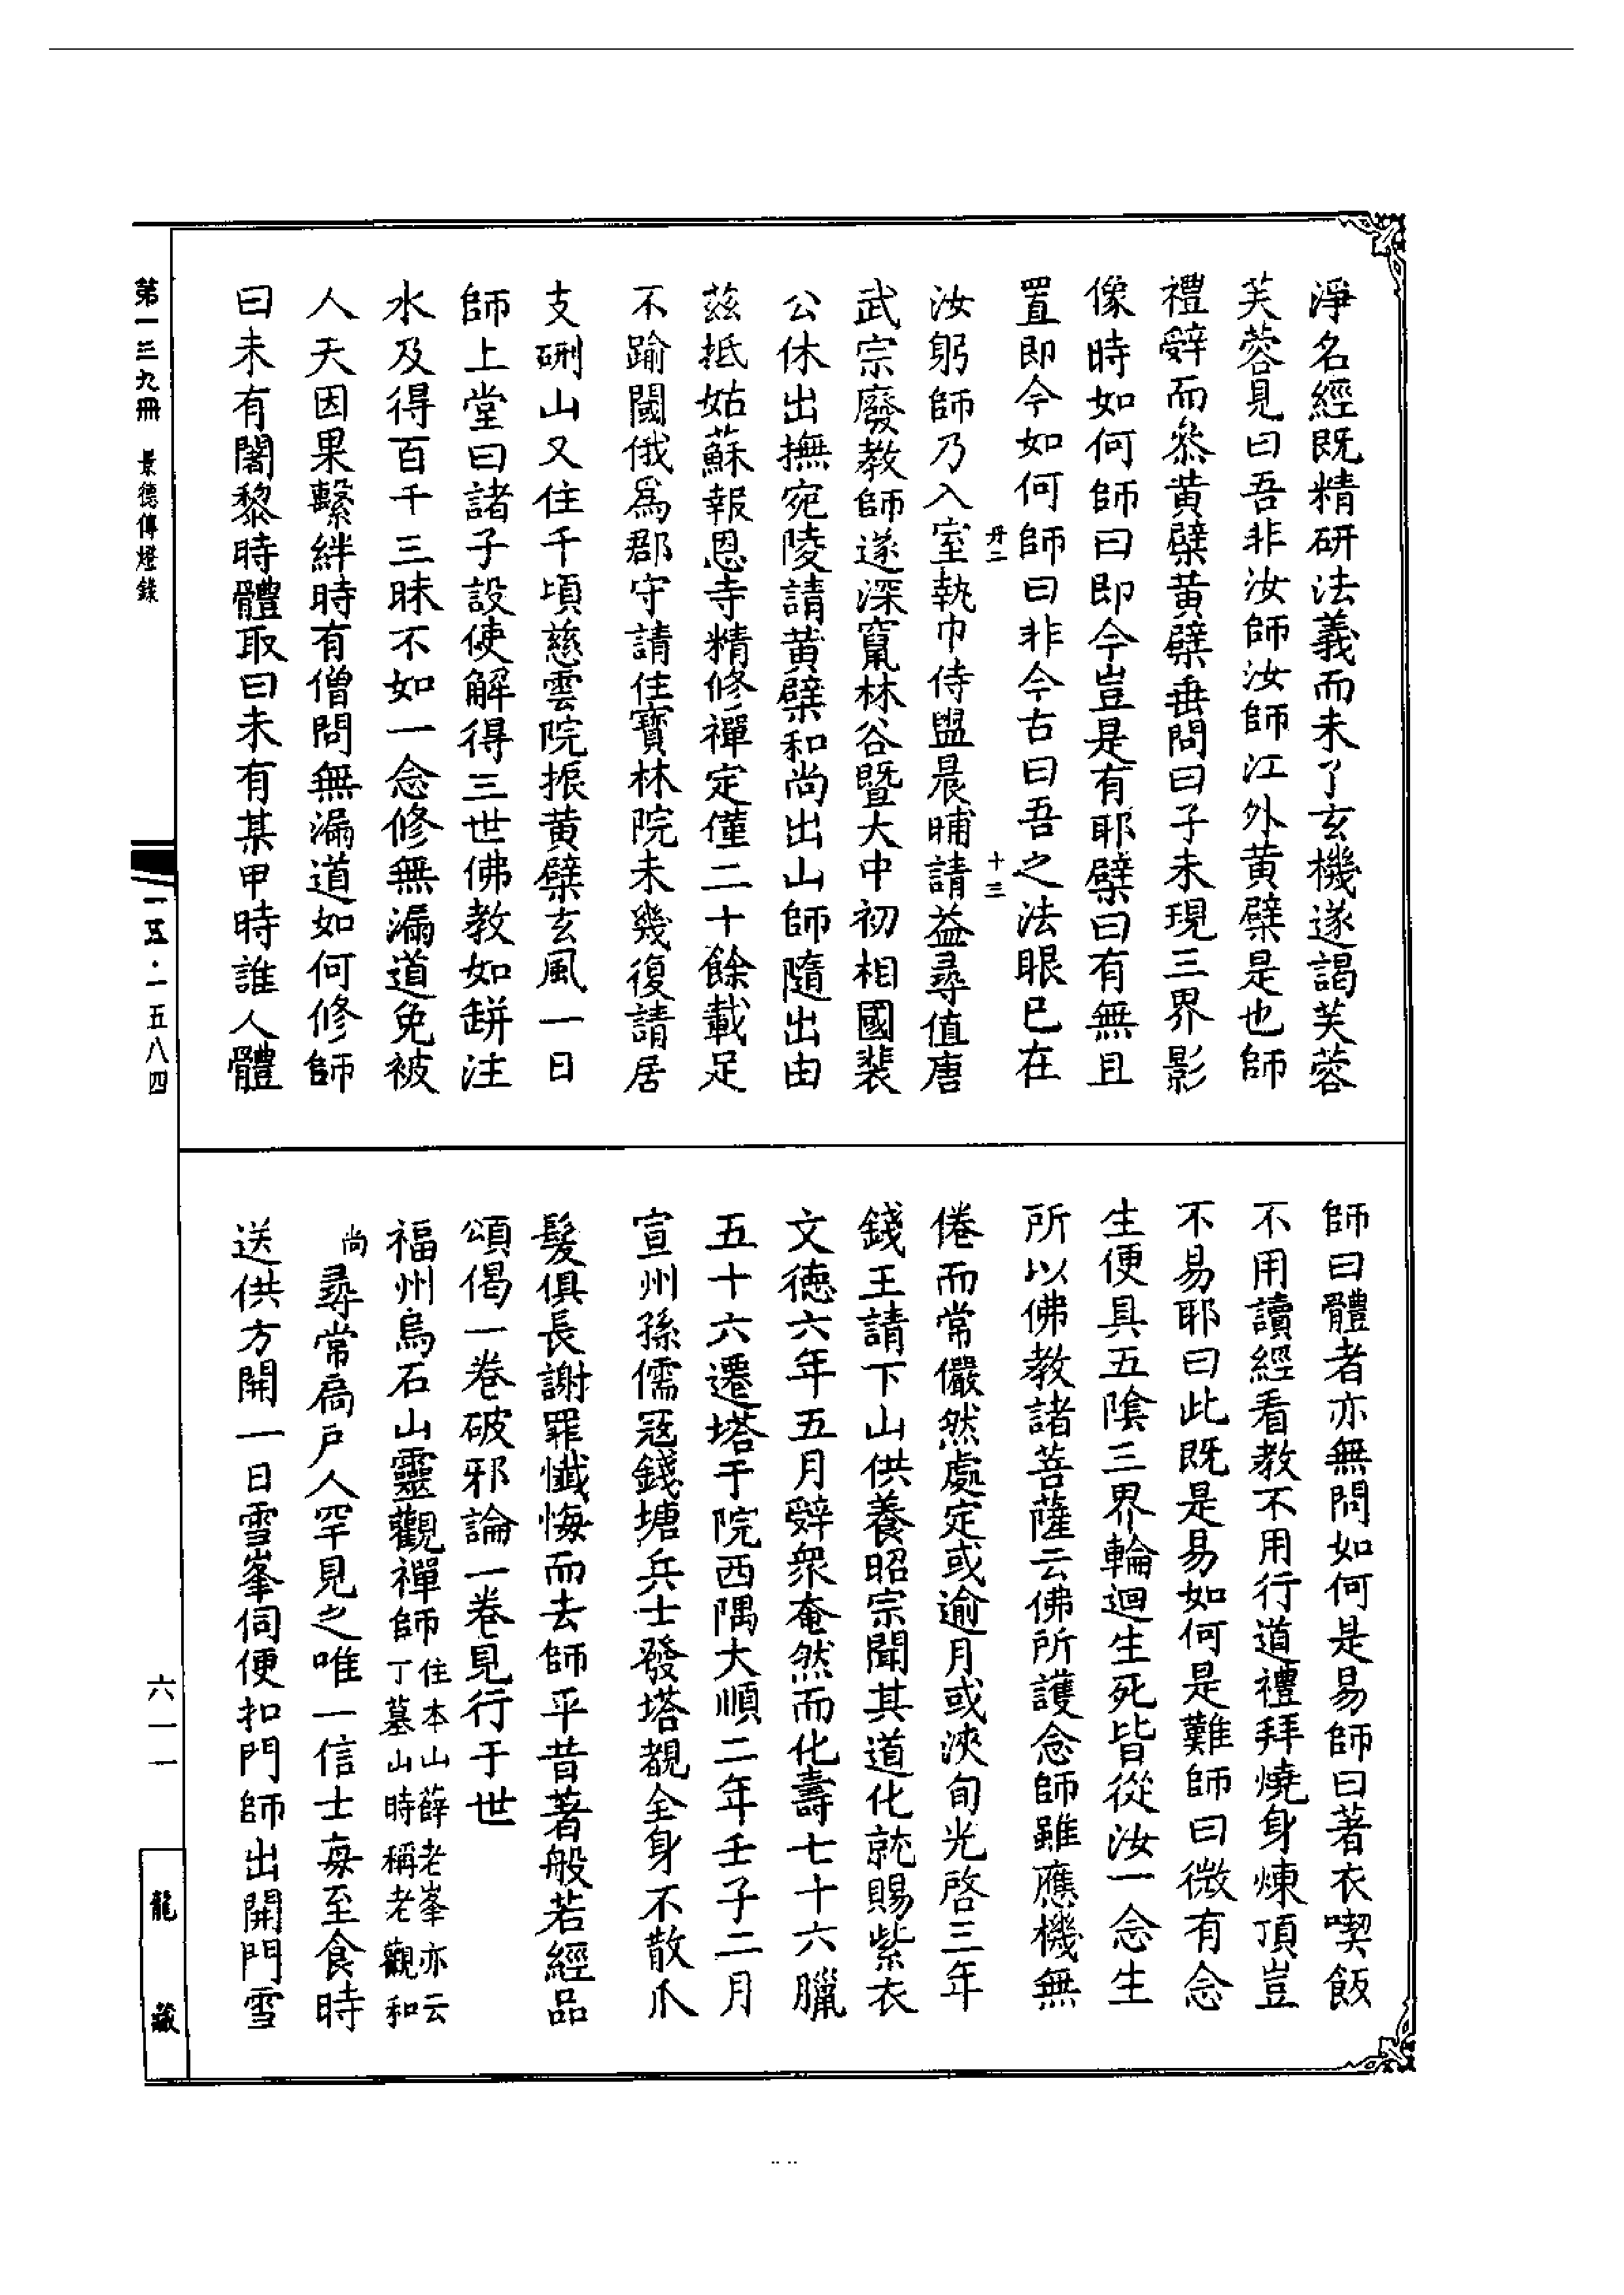 淨名經既精研法義而未了玄機遂謁芙蓉
芙蓉見曰吾非汝師汝師江外黄檗是也師
禮辤而叅黄檗黄檗垂問曰子未現三界影
像時如何師曰即今豈是有耶檗曰有無且
置即今如何師曰非今古曰吾之法眼已在
十三
汝躬師乃入室執巾侍盥晨晡請益尋值唐
武宗廢教師遂深竄林谷暨大中初相國裴
公休出撫宛陵請黄檗和尚出山師隨出由
茲抵姑蘇報恩寺精修禪定僅二十餘載足
不踰閫俄爲郡守請住寶林院未幾復請居
支硎山又住千頃慈雲院振黄檗玄風一日
師上堂曰諸子設使解得三世佛教如缾注
水及得百千三昧不如一念修無漏道免被
人天因果繫絆時有僧問無漏道如何修師
曰未有闍黎時體取曰未有某甲時誰人體
師曰體者亦無問如何是易師曰著衣喫飯
不用讀經看教不用行道禮拜燒身煉頂豈
不易耶曰此既是易如何是難師曰微有念
生便具五陰三界輪迴生死皆從汝一念生
所以佛教諸菩薩云佛所護念師雖應機無
倦而常儼然處定或逾月或浹旬光啓三年
錢王請下山供養昭宗聞其道化就賜紫衣
文德六年五月辤衆奄然而化壽七十六臘
五十六遷塔于院西隅大順二年壬子二月
宣州孫儒寇錢塘兵士發塔覩全身不散爪
髮俱長謝罪懺悔而去師平昔著般若經品
頌偈一卷破邪論一卷見行于世
福州烏石山靈觀禪師住本山薛老峯亦云丁墓山時稱老觀和
尚尋常扃戶人罕見之唯一信士每至食時
送供方開一日雪峯伺便扣門師出開門雪
第一三九冊 景德傳燈錄
一五·一五八四
六一一
龍藏